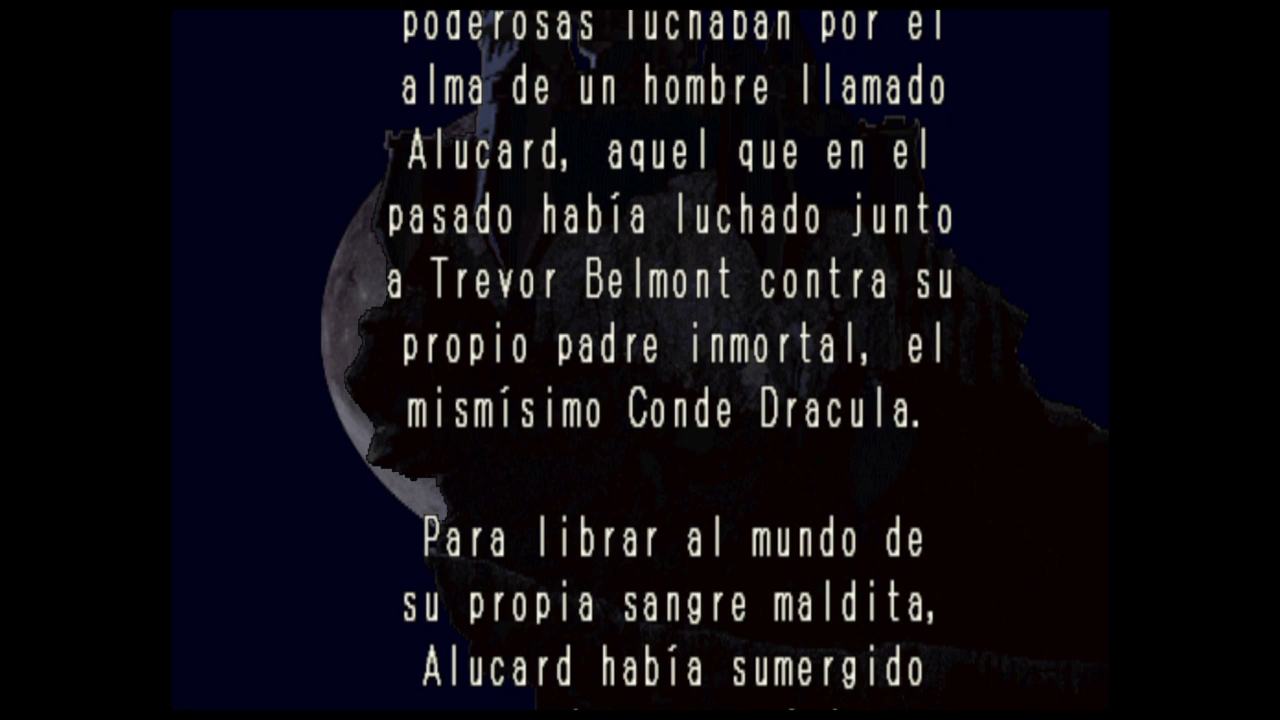 poderosas luchaban por el
alma de un hombre llamado
Alucard, aquel que en el
pasado había luchado junto
a Trevor Belmont contra su
propio padre inmortal, el
mismísimo Conde Dracula.
Para librar al mundo de
su propia sangre maldita,
Alucard había sumergido